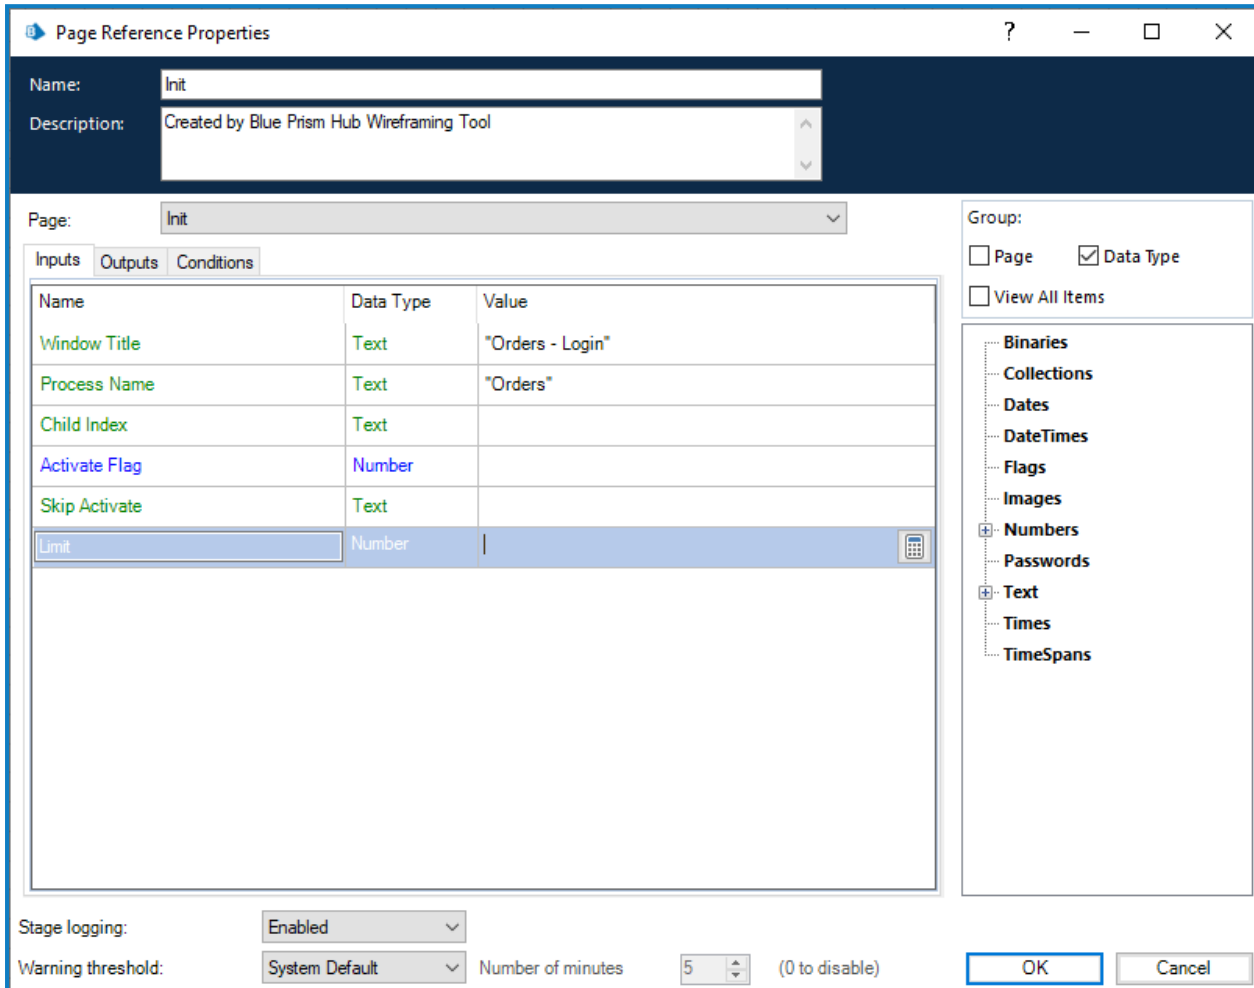 Page Reference Properties
Name: Init
Description: Created by Blue Prism Hub Wireframing Tool
Page: Init
Group:
Page Data Type
View All Items
Inputs Outputs Conditions
Name Data Type Value
Window Title Text "Orders - Login"
Process Name Text "Orders"
Child Index Text
Activate Flag Number
Skip Activate Text
Limit Number
Binaries
Collections
Dates
DateTimes
Flags
Images
Numbers
Passwords
Text
Times
TimeSpans
Stage logging: Enabled
Warning threshold: System Default Number of minutes 5 (0 to disable)
OK Cancel